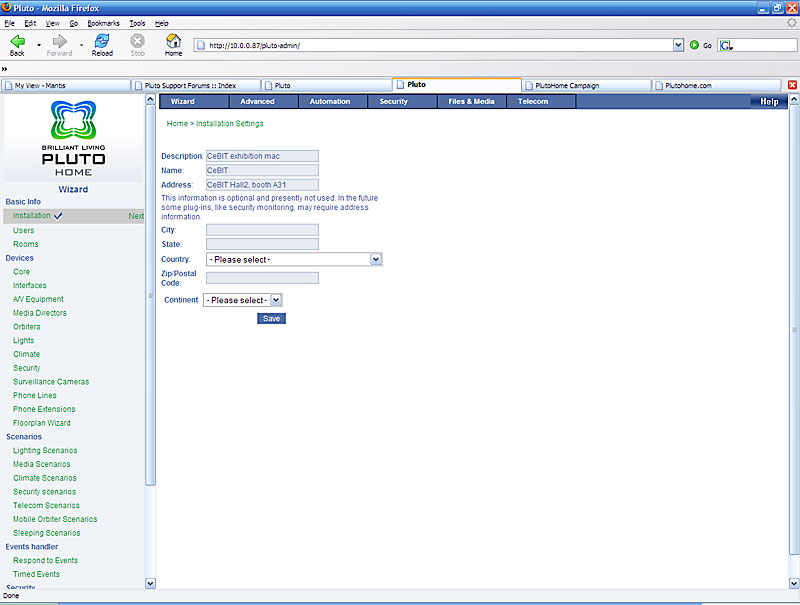 Pluto - Mozilla Firefox
File Edit View Go Bookmarks Tools Help
Back Forward Reload Stop Home http://10.0.0.87/pluto-admin/ Go G
»
My View - Mantis Pluto Support Forums :: Index Pluto Pluto PlutoHome Campaign Plutohome.com
Wizard Advanced Automation Security Files & Media Telecom Help
BRILLIANT LIVING
PLUTO
HOME
Wizard
Basic Info
Installation Next
Users
Rooms
Devices
Core
Interfaces
A/V Equipment
Media Directors
Orbiters
Lights
Climate
Security
Surveillance Cameras
Phone Lines
Phone Extensions
Floorplan Wizard
Scenarios
Lighting Scenarios
Media Scenarios
Climate Scenarios
Security scenarios
Telecom Scenarios
Mobile Orbiter Scenarios
Sleeping Scenarios
Events handler
Respond to Events
Timed Events
Security
Home > Installation Settings
Description: CeBIT exhibition mac
Name: CeBIT
Address: CeBIT Hall2, booth A31
This information is optional and presently not used. In the future
some plug-ins, like security monitoring, may require address
information.
City:
State:
Country: - Please select -
Zip/Postal
Code:
Continent - Please select -
Save
Done